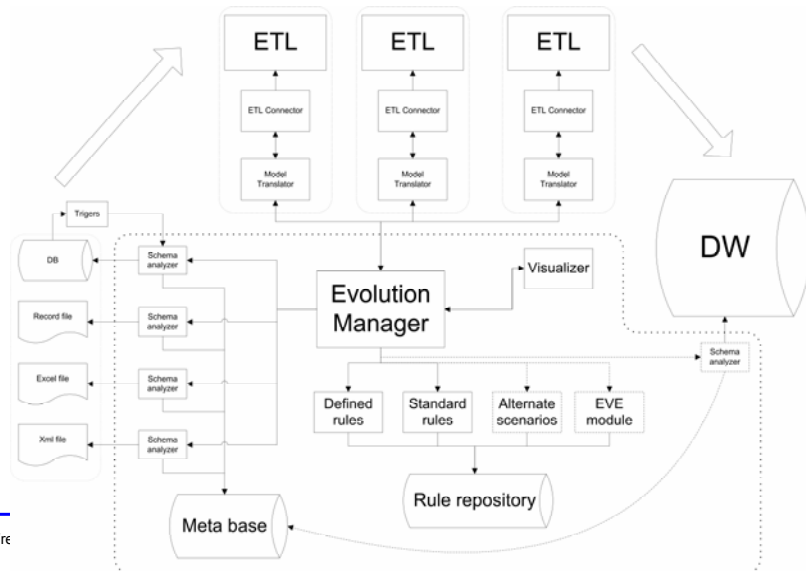 ETL
ETL
ETL
ETL Connector
ETL Connector
ETL Connector
Model
Translator
Model
Translator
Model
Translator
Trigers
DB
Schema
analyzer
Record file
Schema
analyzer
Excel file
Schema
analyzer
Xml file
Schema
analyzer
Evolution
Manager
Visualizer
DW
Schema
analyzer
Defined
rules
Standard
rules
Alternate
scenarios
EVE
module
Rule repository
Meta base
re